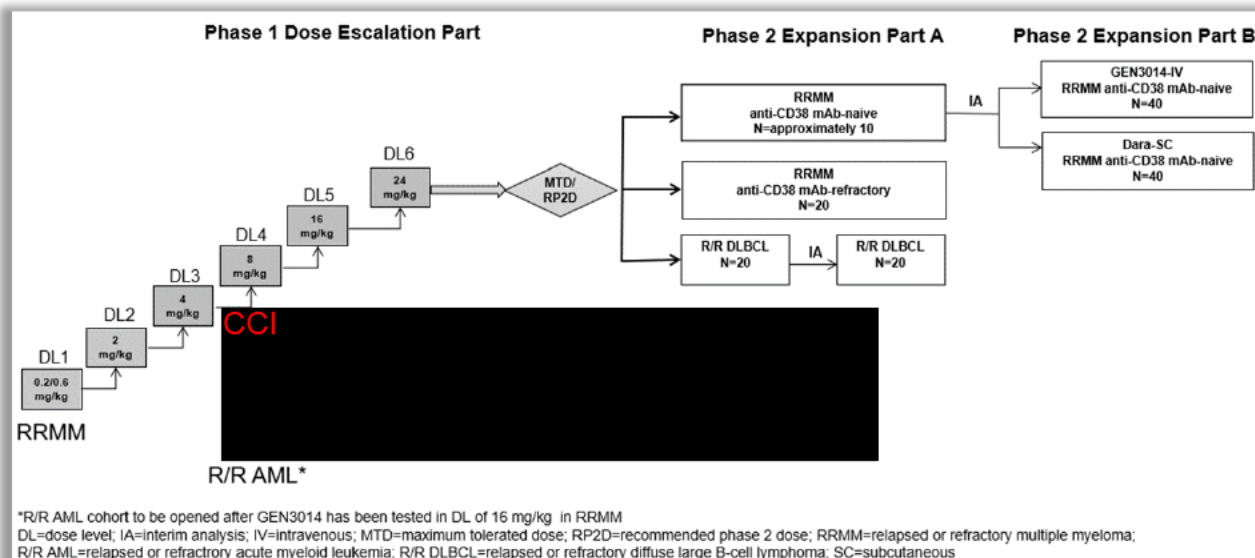 Phase 1 Dose Escalation Part
Phase 2 Expansion Part A
Phase 2 Expansion Part B
GEN3014-IV
RRMM anti-CD38 mAb-naive
N=40
RRMM
anti-CD38 mAb-naive
N=approximately 10
IA
Dara-SC
RRMM anti-CD38 mAb-naive
N=40
DL6
24
mg/kg
MTD/
RP2D
RRMM
anti-CD38 mAb-refractory
N=20
DL5
16
mg/kg
DL4
8
mg/kg
R/R DLBCL
N=20
IA
R/R DLBCL
N=20
DL3
4
mg/kg
CCI
DL2
2
mg/kg
DL1
0.2/0.6
mg/kg
RRMM
R/R AML*
*R/R AML cohort to be opened after GEN3014 has been tested in DL of 16 mg/kg in RRMM
DL=dose level; IA=interim analysis; IV=intravenous; MTD=maximum tolerated dose; RP2D=recommended phase 2 dose; RRMM=relapsed or refractory multiple myeloma;
R/R AML=relapsed or refractrory acute myeloid leukemia; R/R DLBCL=relapsed or refractory diffuse large B-cell lymphoma; SC=subcutaneous